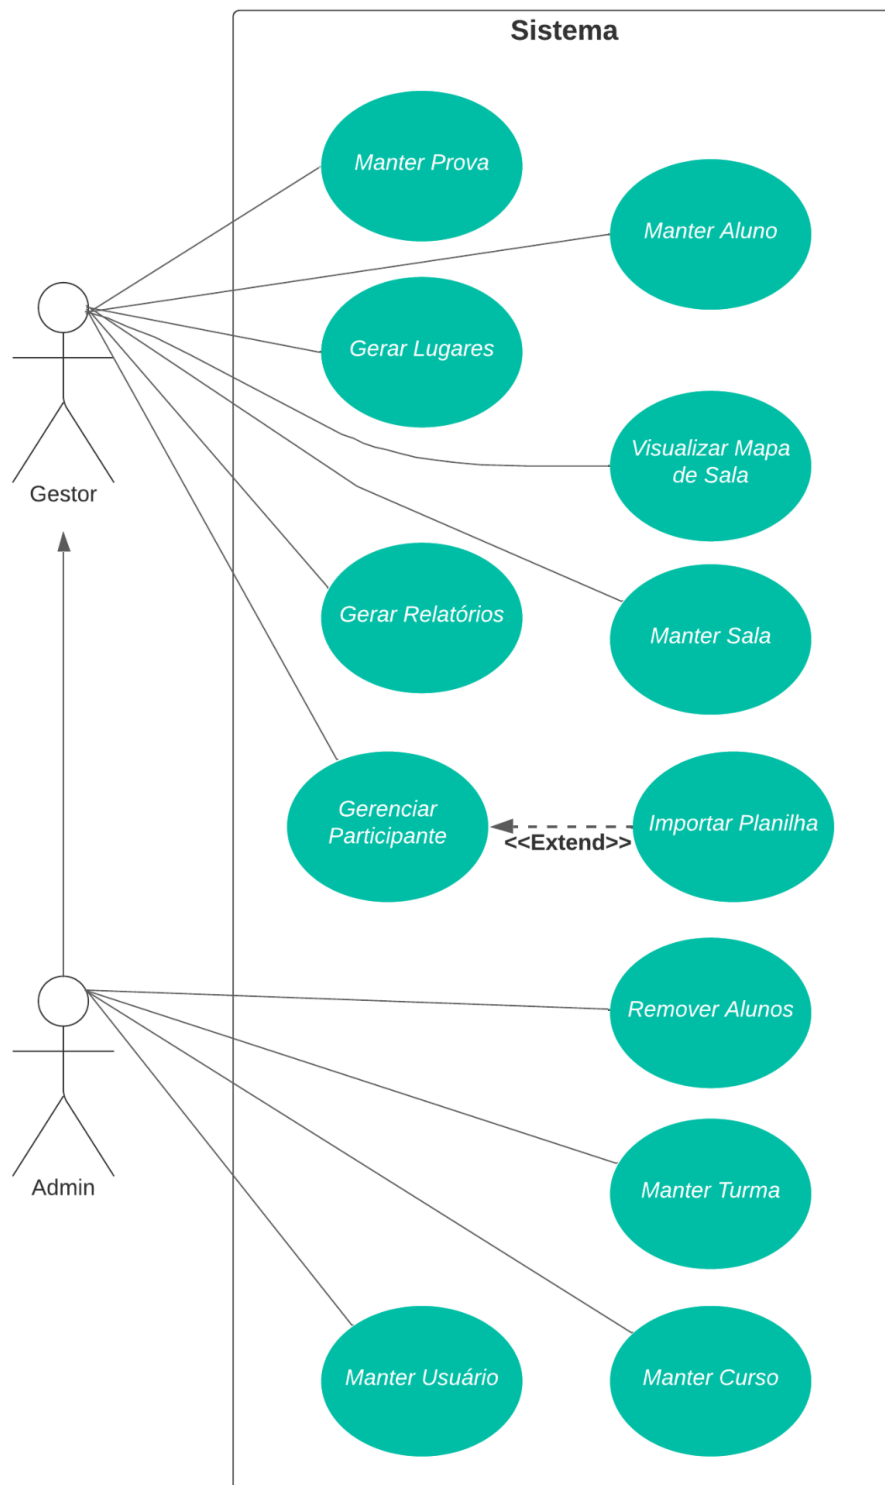 Sistema
Manter Prova
Manter Aluno
Gerar Lugares
Visualizar Mapa
de Sala
Gestor
Gerar Relatórios
Manter Sala
Gerenciar
Participante
<<Extend>>
Importar Planilha
Remover Alunos
Admin
Manter Turma
Manter Usuário
Manter Curso